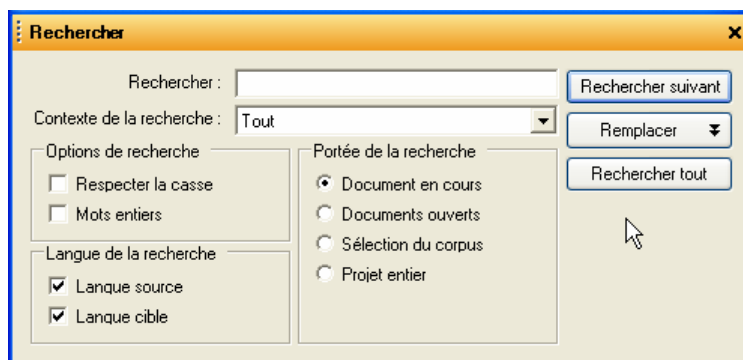 Rechercher
Rechercher :
Rechercher suivant
Contexte de la recherche :
Tout
Remplacer
Options de recherche
Respecter la casse
Mots entiers
Portée de la recherche
Document en cours
Documents ouverts
Sélection du corpus
Projet entier
Rechercher tout
Langue de la recherche
Langue source
Langue cible